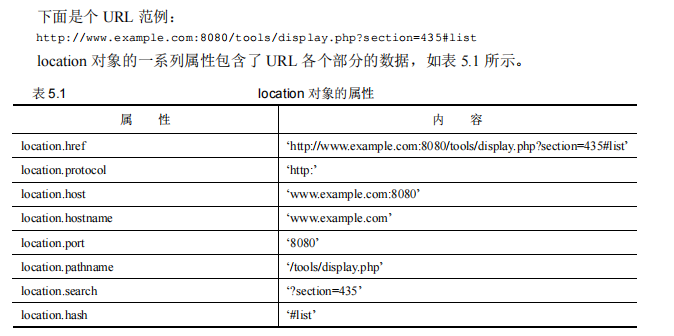 下面是个 URL 范例：
http://www.example.com:8080/tools/display.php?section=435#list
location 对象的一系列属性包含了 URL 各个部分的数据，如表 5.1 所示。
表 5.1 location 对象的属性
属 性 内 容
location.href ‘http://www.example.com:8080/tools/display.php?section=435#list’
location.protocol ‘http:’
location.host ‘www.example.com:8080’
location.hostname ‘www.example.com’
location.port ‘8080’
location.pathname ‘/tools/display.php’
location.search ‘?section=435’
location.hash ‘#list’